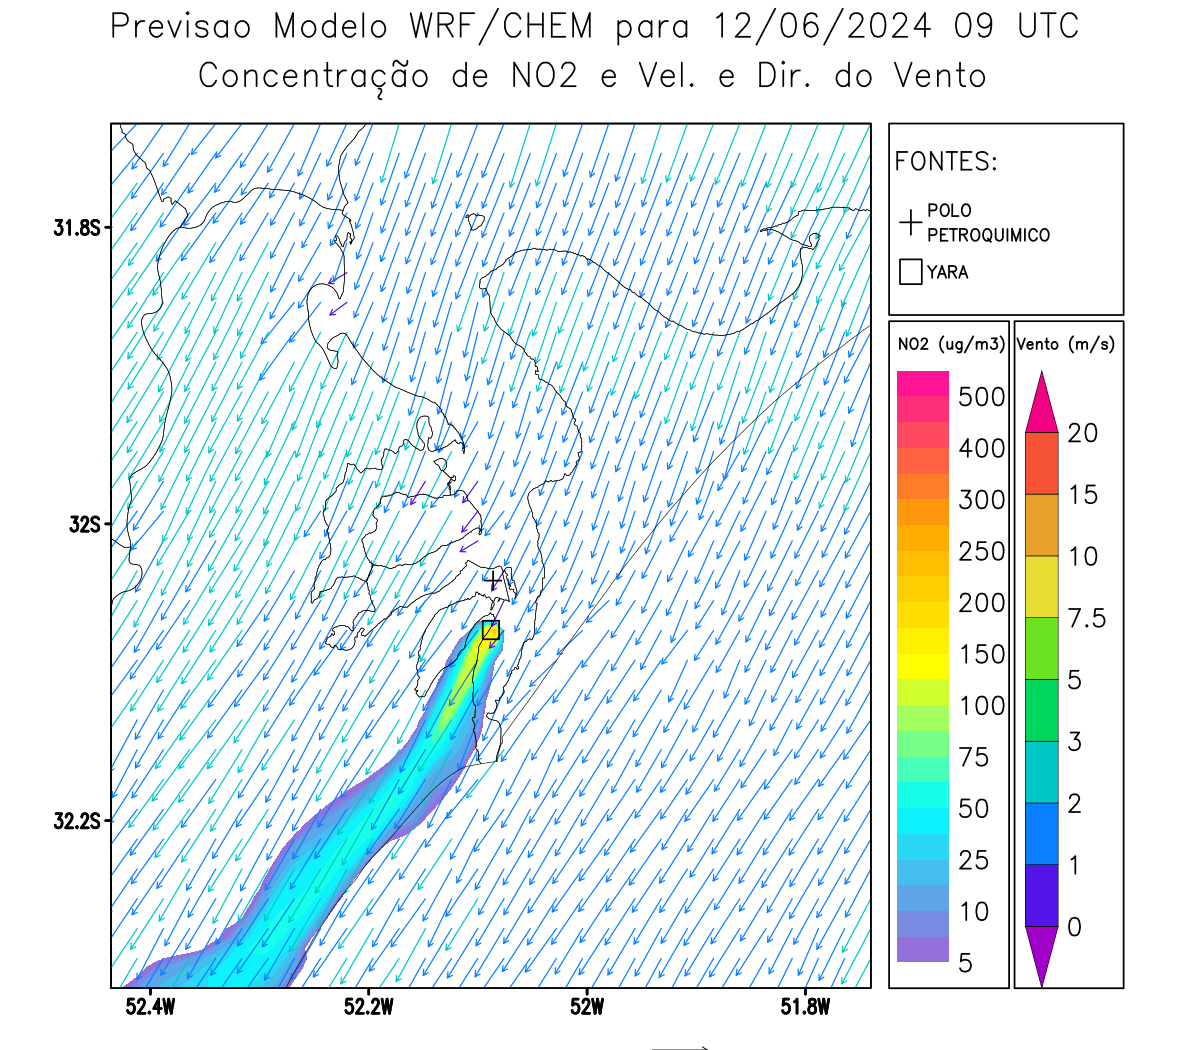 Previsao Modelo WRF/CHEM para 12/06/2024 09 UTC
Concentração de NO2 e Vel. e Dir. do Vento
FONTES:
POLO
PETROQUIMICO
YARA
NO2 (ug/m3)
500
400
300
250
200
150
100
75
50
25
10
5
Vento (m/s)
20
15
10
7.5
5
3
2
1
0
31.8S
32S
32.2S
52.4W
52.2W
52W
51.8W